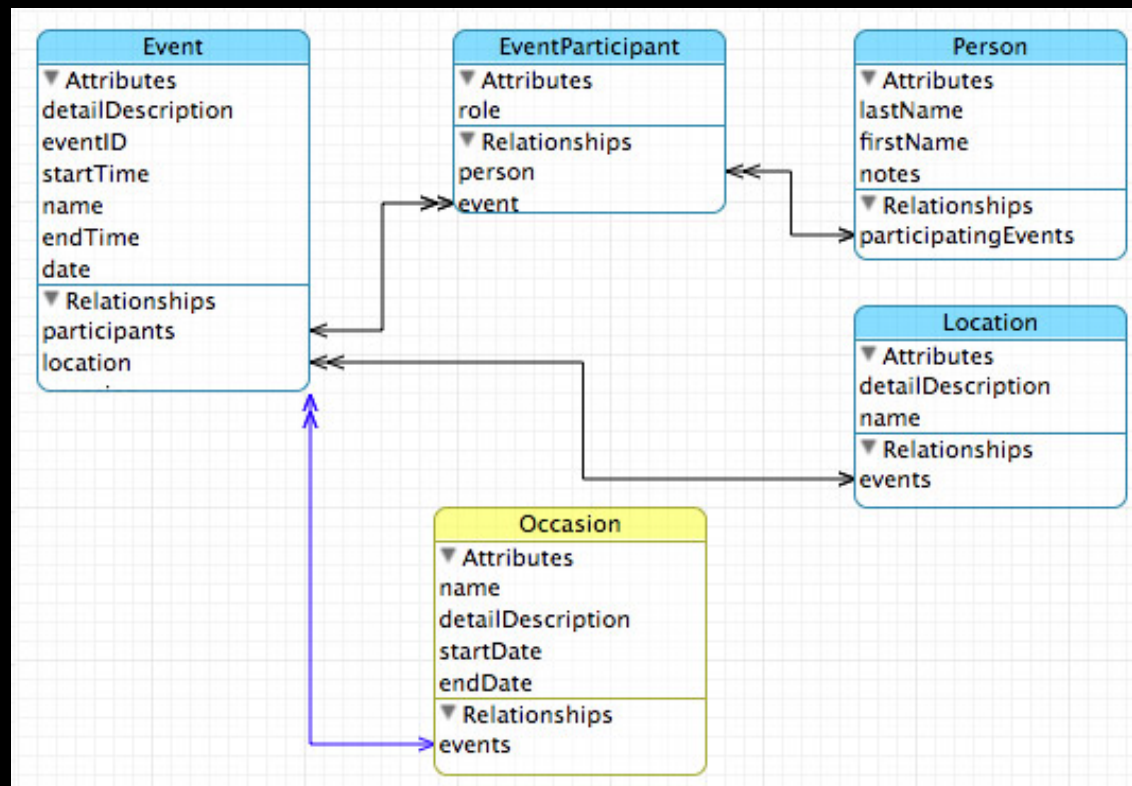 Event
Attributes
detailDescription
eventID
startTime
name
endTime
date
Relationships
participants
location
EventParticipant
Attributes
role
Relationships
person
event
Person
Attributes
lastName
firstName
notes
Relationships
participatingEvents
Location
Attributes
detailDescription
name
Relationships
events
Occasion
Attributes
name
detailDescription
startDate
endDate
Relationships
events